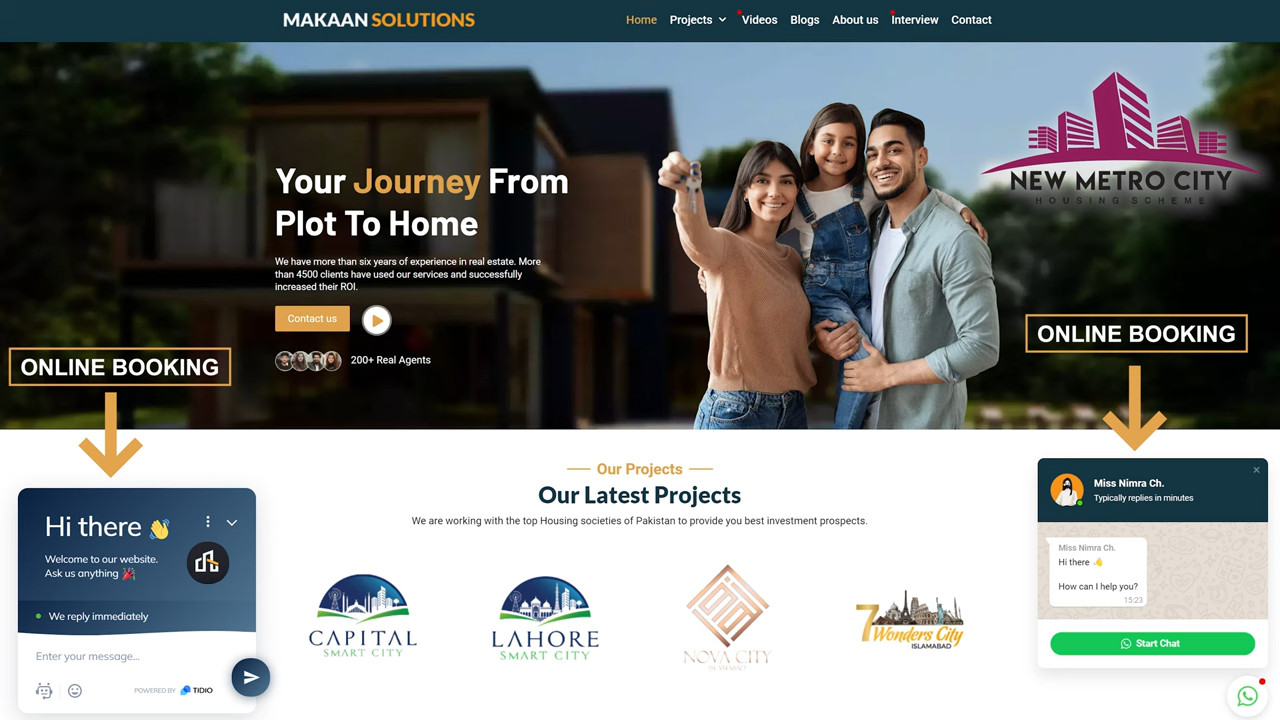 MAKAAN SOLUTIONS
Home Projects Videos Blogs About us Interview Contact
NEW METRO CITY
HOUSING SCHEME
Your Journey From
Plot To Home
We have more than six years of experience in real estate. More
than 4500 clients have used our services and successfully
increased their ROI.
Contact us
200+ Real Agents
ONLINE BOOKING
ONLINE BOOKING
Our Projects
Our Latest Projects
We are working with the top Housing societies of Pakistan to provide you best investment prospects.
Hi there 👋
Welcome to our website.
Ask us anything 🎉
We reply immediately
Enter your message...
POWERED BY TIDIO
CAPITAL
SMART CITY
LAHORE
SMART CITY
NOVA CITY
ISLAMABAD
7 Wonders City
ISLAMABAD
Miss Nimra Ch.
Typically replies in minutes
Miss Nimra Ch.
Hi there 👋
How can I help you?
15:23
Start Chat